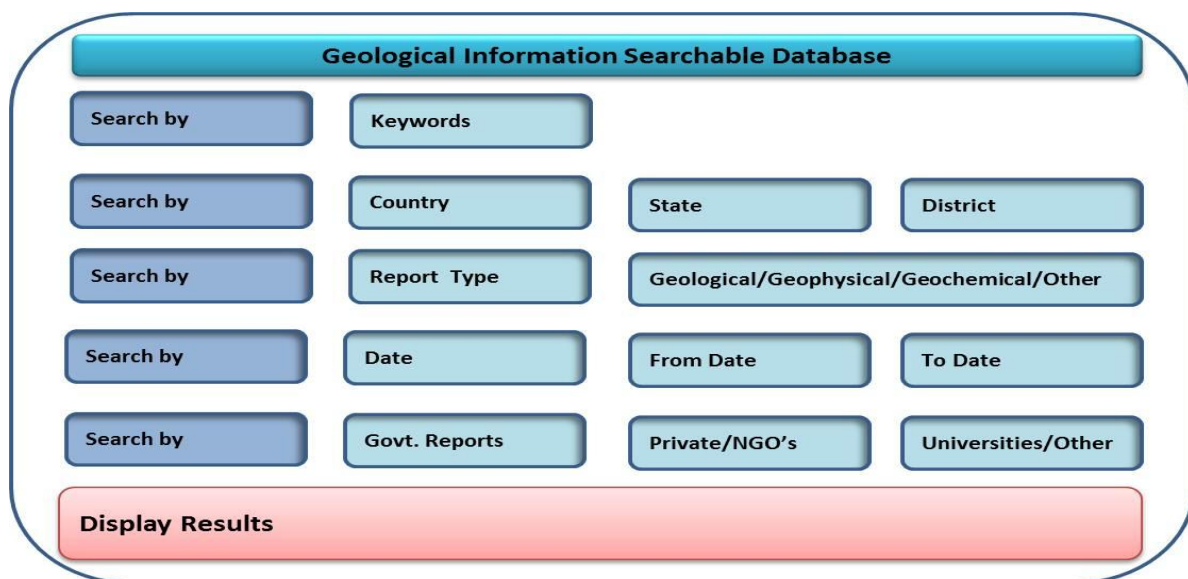 Geological Information Searchable Database
Search by Keywords
Search by Country State District
Search by Report Type Geological/Geophysical/Geochemical/Other
Search by Date From Date To Date
Search by Govt. Reports Private/NGO’s Universities/Other
Display Results